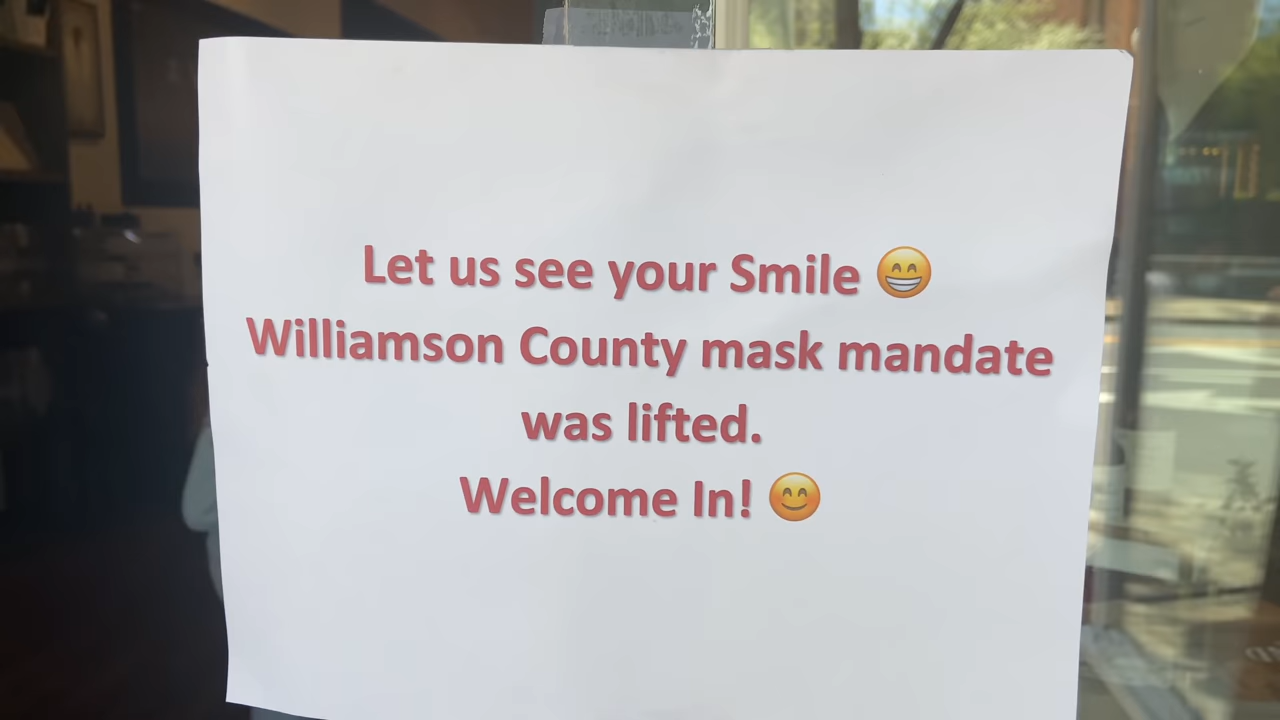 Let us see your Smile 😁
Williamson County mask mandate
was lifted.
Welcome In! 😊